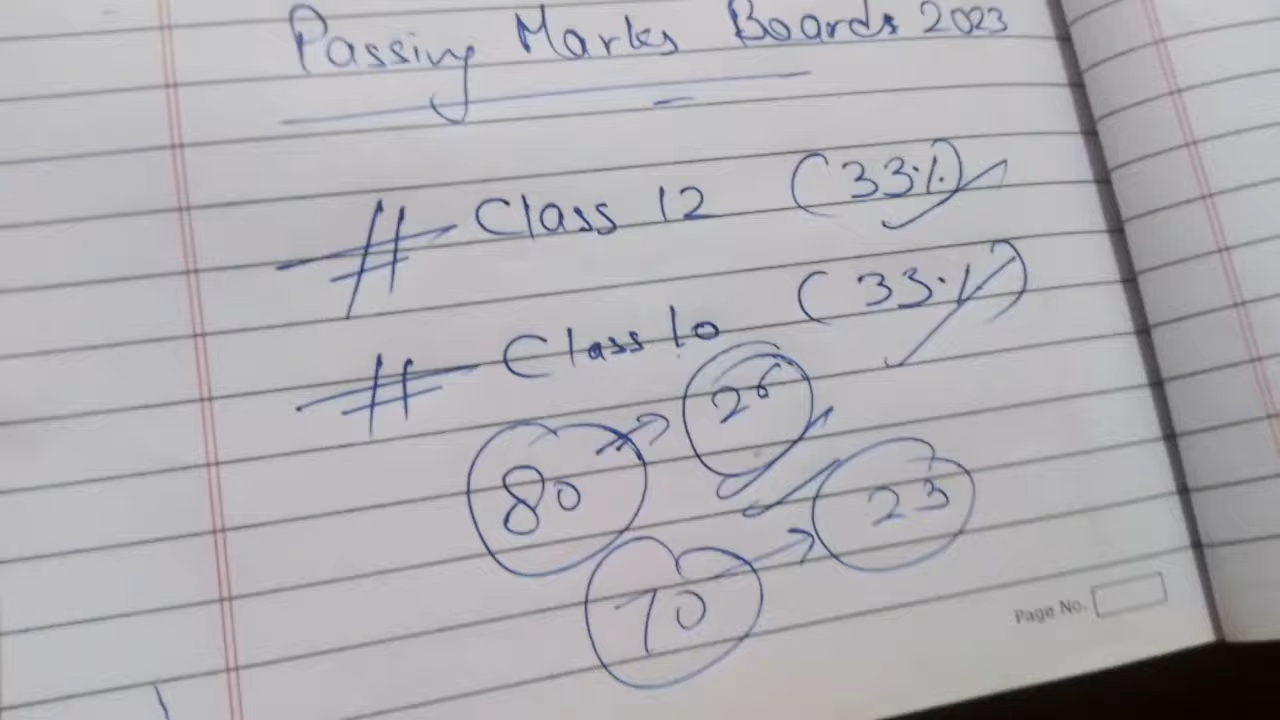 Passing Marks Boards 2023
# Class 12 (33%)
# Class 10 (33%)
80 → 26
70 → 23
Page No.